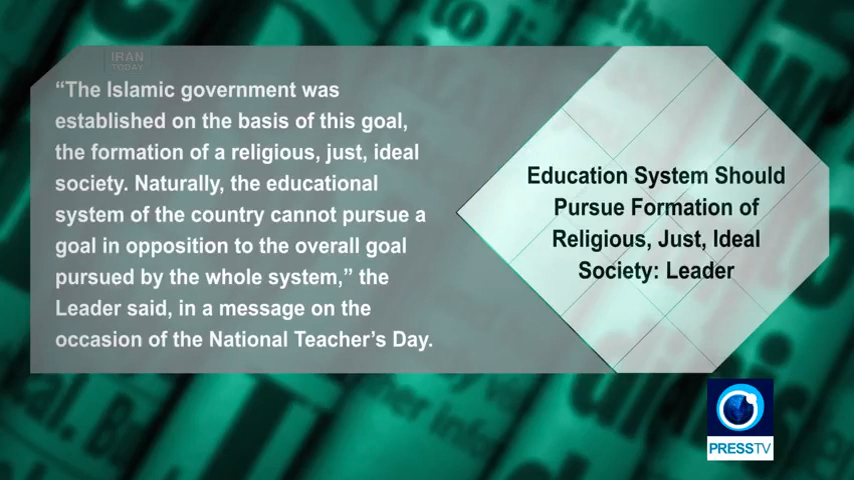 IRAN
TODAY
“The Islamic government was
established on the basis of this goal,
the formation of a religious, just, ideal
society. Naturally, the educational
system of the country cannot pursue a
goal in opposition to the overall goal
pursued by the whole system,” the
Leader said, in a message on the
occasion of the National Teacher’s Day.
Education System Should
Pursue Formation of
Religious, Just, Ideal
Society: Leader
PRESSTV